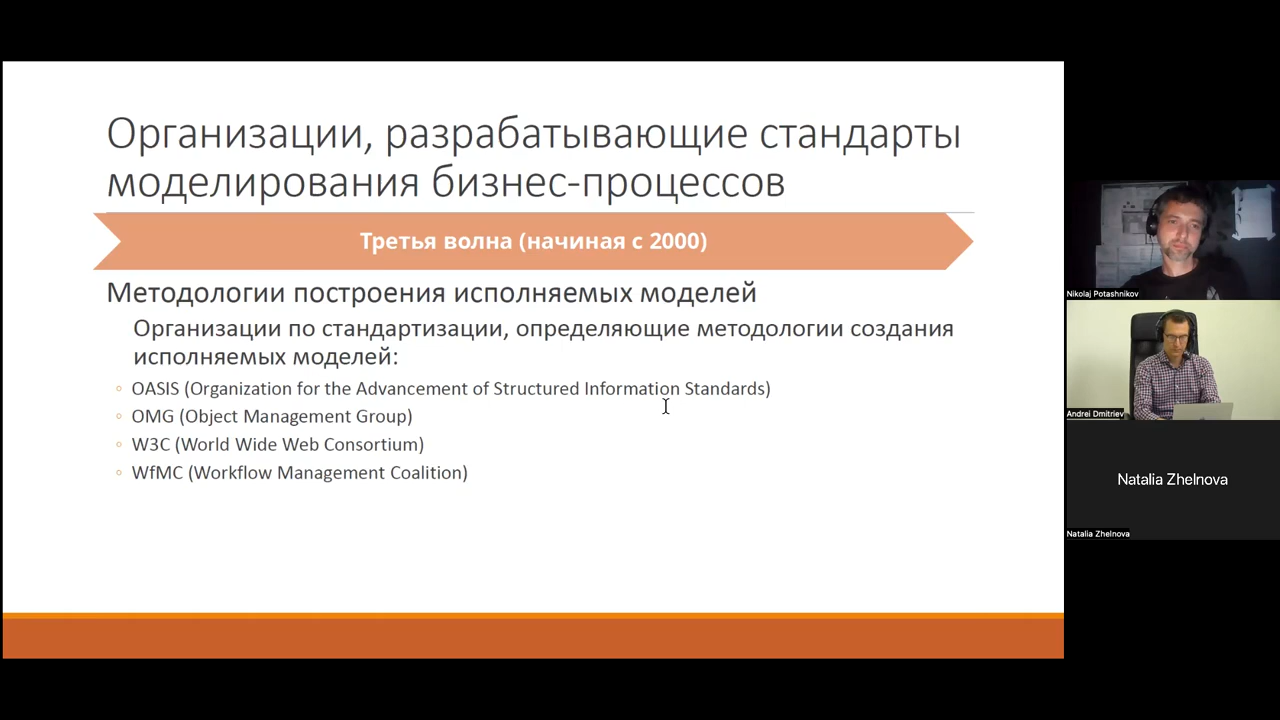 Организации, разрабатывающие стандарты
моделирования бизнес-процессов
Третья волна (начиная с 2000)
Методологии построения исполняемых моделей
Организации по стандартизации, определяющие методологии создания
исполняемых моделей:
◦ OASIS (Organization for the Advancement of Structured Information Standards)
◦ OMG (Object Management Group)
◦ W3C (World Wide Web Consortium)
◦ WfMC (Workflow Management Coalition)
Nikolaj Potashnikov
Andrei Dmitriev
Natalia Zhelnova
Natalia Zhelnova